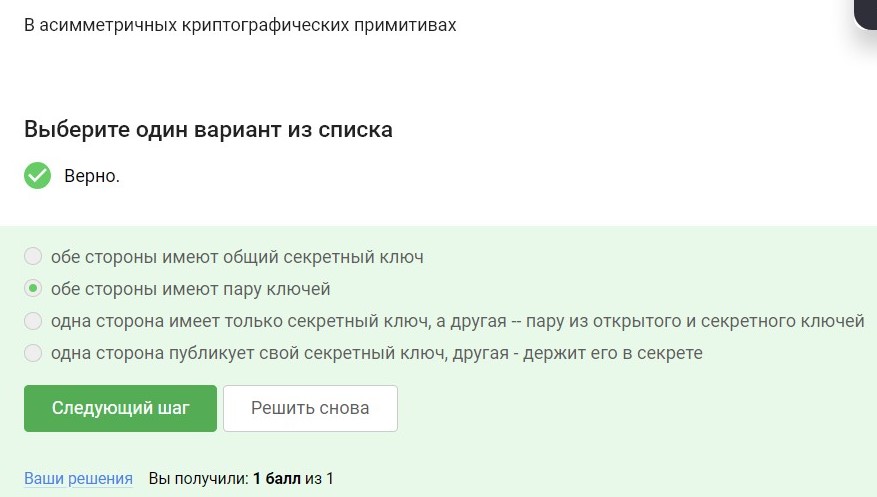 В асимметричных криптографических примитивах
Выберите один вариант из списка
Верно.
обе стороны имеют общий секретный ключ
обе стороны имеют пару ключей
одна сторона имеет только секретный ключ, а другая -- пару из открытого и секретного ключей
одна сторона публикует свой секретный ключ, другая - держит его в секрете
Следующий шаг Решить снова
Ваши решения Вы получили: 1 балл из 1